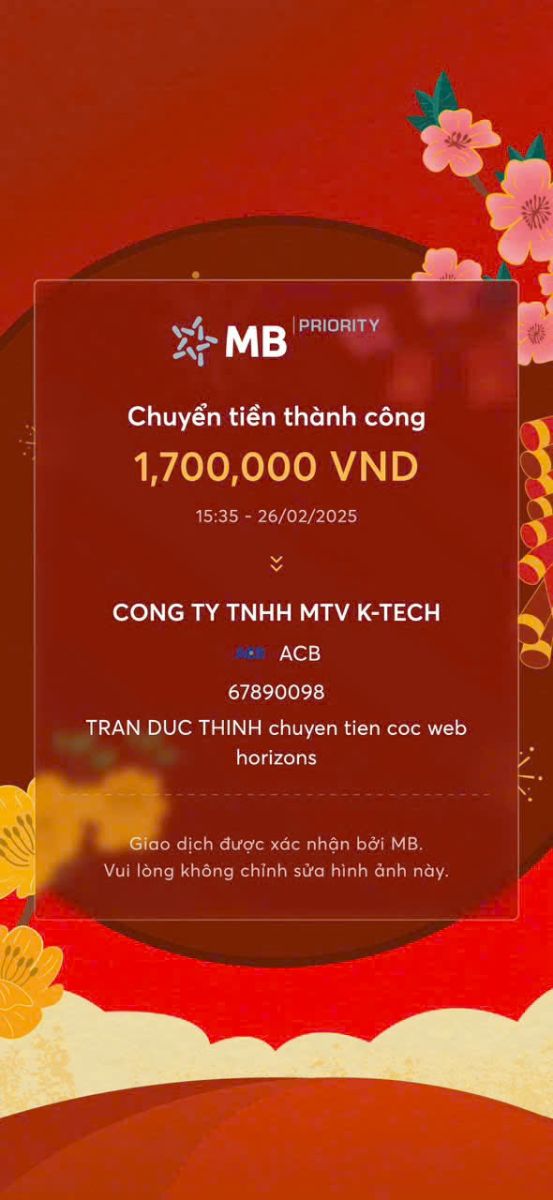 MB PRIORITY
Chuyển tiền thành công
1,700,000 VND
15:35 - 26/02/2025
CONG TY TNHH MTV K-TECH
ACB ACB
67890098
TRAN DUC THINH chuyen tien coc web
horizons
Giao dịch được xác nhận bởi MB.
Vui lòng không chỉnh sửa hình ảnh này.